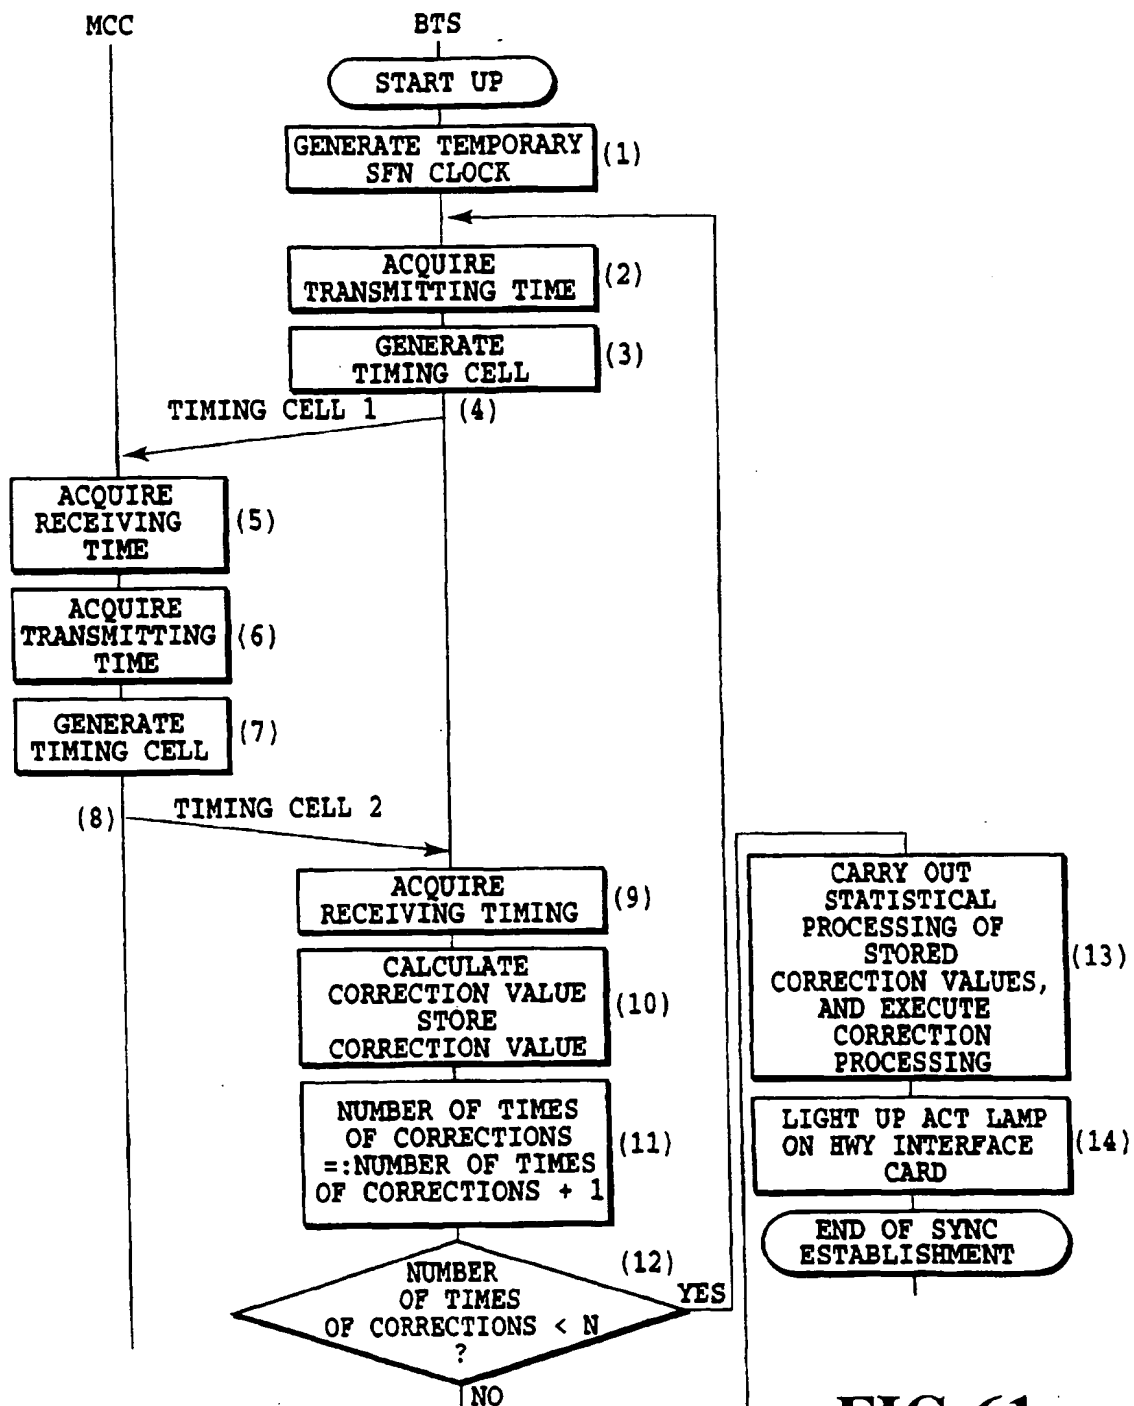 MCC
BTS
START UP
GENERATE TEMPORARY
SFN CLOCK
(1)
ACQUIRE
TRANSMITTING TIME
(2)
GENERATE
TIMING CELL
(3)
TIMING CELL 1
(4)
ACQUIRE
RECEIVING
TIME
(5)
ACQUIRE
TRANSMITTING
TIME
(6)
GENERATE
TIMING CELL
(7)
(8)
TIMING CELL 2
ACQUIRE
RECEIVING TIMING
(9)
CALCULATE
CORRECTION VALUE
STORE
CORRECTION VALUE
(10)
NUMBER OF TIMES
OF CORRECTIONS
=:NUMBER OF TIMES
OF CORRECTIONS + 1
(11)
NUMBER
OF TIMES
OF CORRECTIONS < N
?
(12)
YES
NO
CARRY OUT
STATISTICAL
PROCESSING OF
STORED
CORRECTION VALUES,
AND EXECUTE
CORRECTION
PROCESSING
(13)
LIGHT UP ACT LAMP
ON HWY INTERFACE
CARD
(14)
END OF SYNC
ESTABLISHMENT
FIG.61